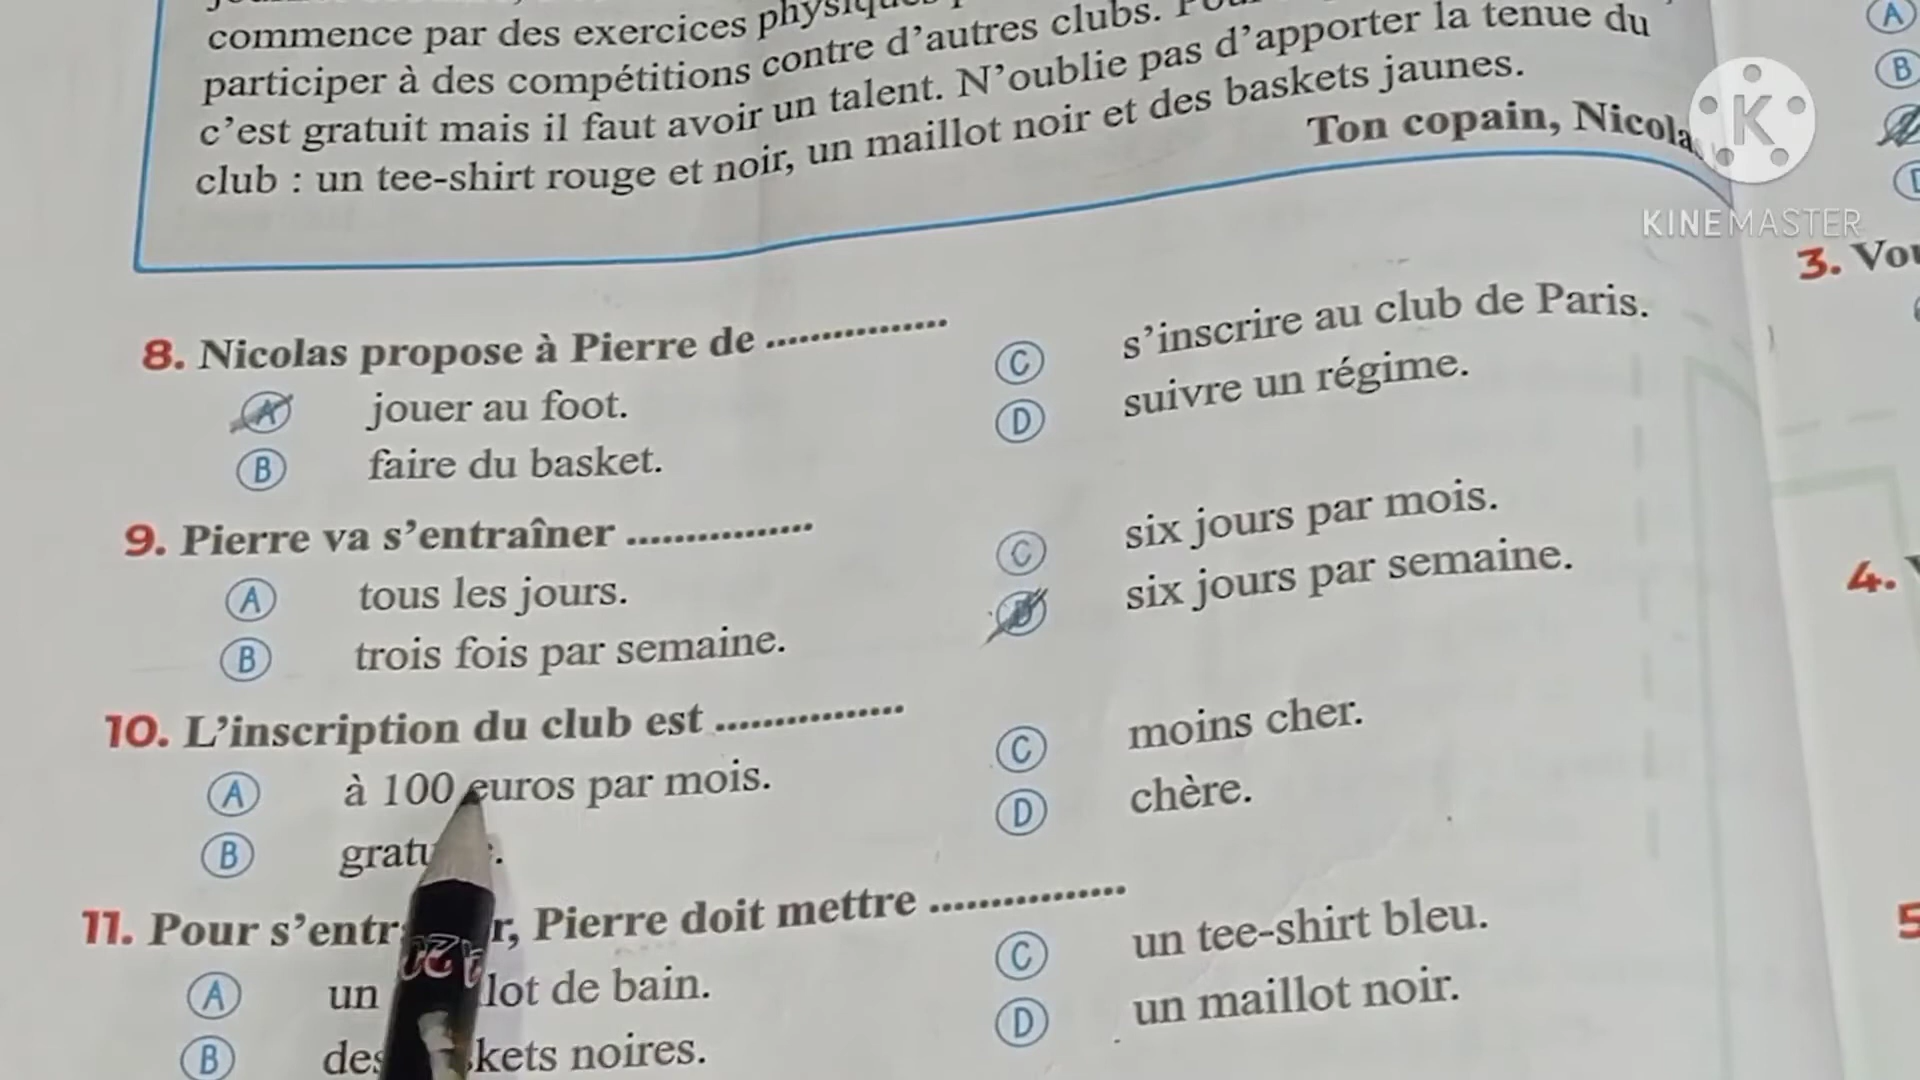 commence par des exercices
participer à des compétitions contre d'autres clubs.
c'est gratuit mais il faut avoir un talent. N'oublie pas d'apporter la tenue du
club : un tee-shirt rouge et noir, un maillot noir et des baskets jaunes.
Ton copain, Nicolas
KINEMASTER
8. Nicolas propose à Pierre de ...............
A jouer au foot.
B faire du basket.
C s'inscrire au club de Paris.
D suivre un régime.
9. Pierre va s'entraîner ...............
A tous les jours.
B trois fois par semaine.
C six jours par mois.
D six jours par semaine.
10. L'inscription du club est ...............
A à 100 euros par mois.
B
C moins cher.
D chère.
11. Pour Pierre doit mettre ...............
A un de bain.
B noires.
C un tee-shirt bleu.
D un maillot noir.
A
B
3.
4.
5